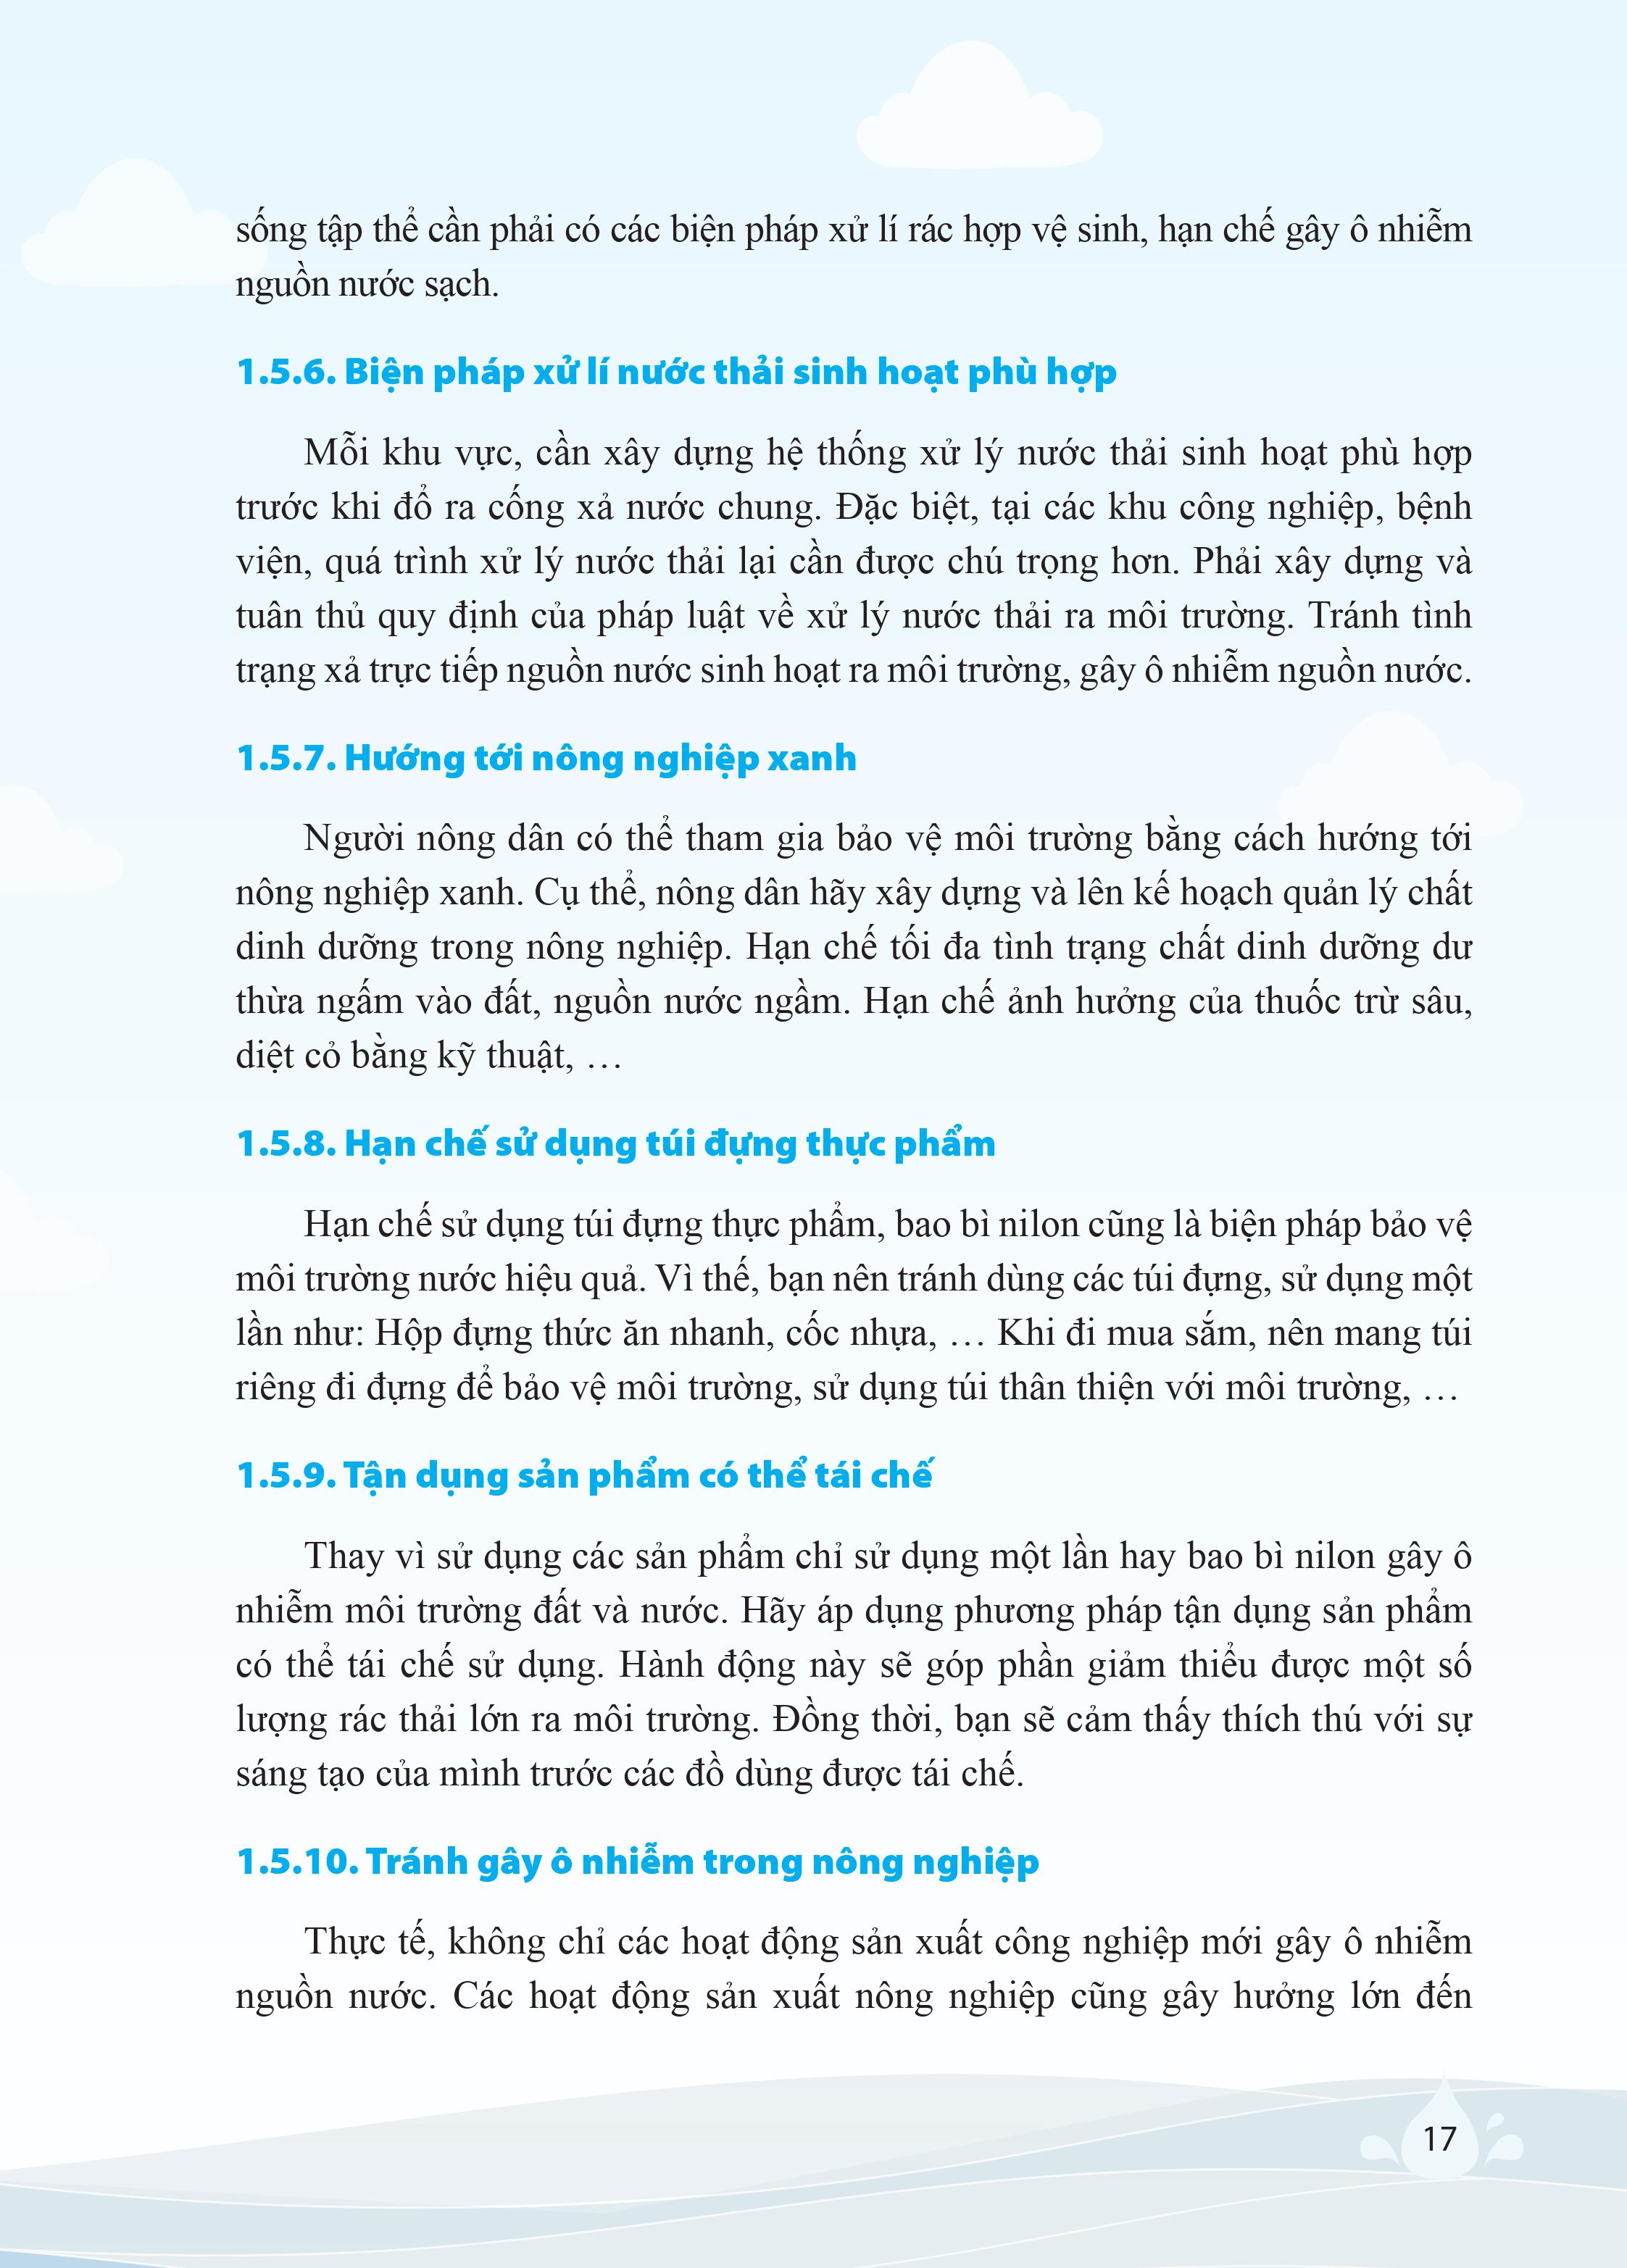 sống tập thể cần phải có các biện pháp xử lí rác hợp vệ sinh, hạn chế gây ô nhiễm
nguồn nước sạch.
1.5.6. Biện pháp xử lí nước thải sinh hoạt phù hợp
Mỗi khu vực, cần xây dựng hệ thống xử lý nước thải sinh hoạt phù hợp
trước khi đổ ra cống xả nước chung. Đặc biệt, tại các khu công nghiệp, bệnh
viện, quá trình xử lý nước thải lại cần được chú trọng hơn. Phải xây dựng và
tuân thủ quy định của pháp luật về xử lý nước thải ra môi trường. Tránh tình
trạng xả trực tiếp nguồn nước sinh hoạt ra môi trường, gây ô nhiễm nguồn nước.
1.5.7. Hướng tới nông nghiệp xanh
Người nông dân có thể tham gia bảo vệ môi trường bằng cách hướng tới
nông nghiệp xanh. Cụ thể, nông dân hãy xây dựng và lên kế hoạch quản lý chất
dinh dưỡng trong nông nghiệp. Hạn chế tối đa tình trạng chất dinh dưỡng dư
thừa ngấm vào đất, nguồn nước ngầm. Hạn chế ảnh hưởng của thuốc trừ sâu,
diệt cỏ bằng kỹ thuật, …
1.5.8. Hạn chế sử dụng túi đựng thực phẩm
Hạn chế sử dụng túi đựng thực phẩm, bao bì nilon cũng là biện pháp bảo vệ
môi trường nước hiệu quả. Vì thế, bạn nên tránh dùng các túi đựng, sử dụng một
lần như: Hộp đựng thức ăn nhanh, cốc nhựa, … Khi đi mua sắm, nên mang túi
riêng đi đựng để bảo vệ môi trường, sử dụng túi thân thiện với môi trường, …
1.5.9. Tận dụng sản phẩm có thể tái chế
Thay vì sử dụng các sản phẩm chỉ sử dụng một lần hay bao bì nilon gây ô
nhiễm môi trường đất và nước. Hãy áp dụng phương pháp tận dụng sản phẩm
có thể tái chế sử dụng. Hành động này sẽ góp phần giảm thiểu được một số
lượng rác thải lớn ra môi trường. Đồng thời, bạn sẽ cảm thấy thích thú với sự
sáng tạo của mình trước các đồ dùng được tái chế.
1.5.10. Tránh gây ô nhiễm trong nông nghiệp
Thực tế, không chỉ các hoạt động sản xuất công nghiệp mới gây ô nhiễm
nguồn nước. Các hoạt động sản xuất nông nghiệp cũng gây hưởng lớn đến
17